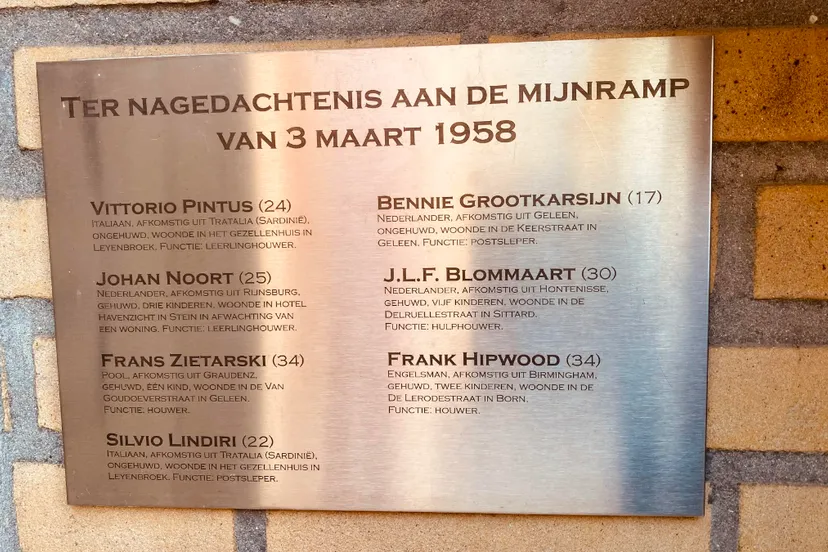 TER NAGEDACHTENIS AAN DE MIJNRAMP
VAN 3 MAART 1958
VITTORIO PINTUS (24)
ITALIAAN, AFKOMSTIG UIT TRATALIA (SARDINIË),
ONGEHUWD, WOONDE IN HET GEZELLENHUIS IN
LEYENBROEK. FUNCTIE: LEERLINGHOUWER.
JOHAN NOORT (25)
NEDERLANDER, AFKOMSTIG UIT RIJNSBURG,
GEHUWD, DRIE KINDEREN, WOONDE IN HOTEL
HAVENZICHT IN STEIN IN AFWACHTING VAN
EEN WONING. FUNCTIE: LEERLINGHOUWER.
FRANS ZIETARSKI (34)
POOL, AFKOMSTIG UIT GRAUDENZ,
GEHUWD, ÉÉN KIND, WOONDE IN DE VAN
GOUDOEVERSTRAAT IN GELEEN.
FUNCTIE: HOUWER.
SILVIO LINDIRI (22)
ITALIAAN, AFKOMSTIG UIT TRATALIA (SARDINIË),
ONGEHUWD, WOONDE IN HET GEZELLENHUIS IN
LEYENBROEK. FUNCTIE: POSTSLEPER.
BENNIE GROOTKARSIJN (17)
NEDERLANDER, AFKOMSTIG UIT GELEEN,
ONGEHUWD, WOONDE IN DE KEERSTRAAT IN
GELEEN. FUNCTIE: POSTSLEPER.
J.L.F. BLOMMAART (30)
NEDERLANDER, AFKOMSTIG UIT HONTENISSE,
GEHUWD, VIJF KINDEREN, WOONDE IN DE
DELRUELLESTRAAT IN SITTARD.
FUNCTIE: HULPHOUWER.
FRANK HIPWOOD (34)
ENGELSMAN, AFKOMSTIG UIT BIRMINGHAM,
GEHUWD, TWEE KINDEREN, WOONDE IN DE
DE LERODESTRAAT IN BORN.
FUNCTIE: HOUWER.